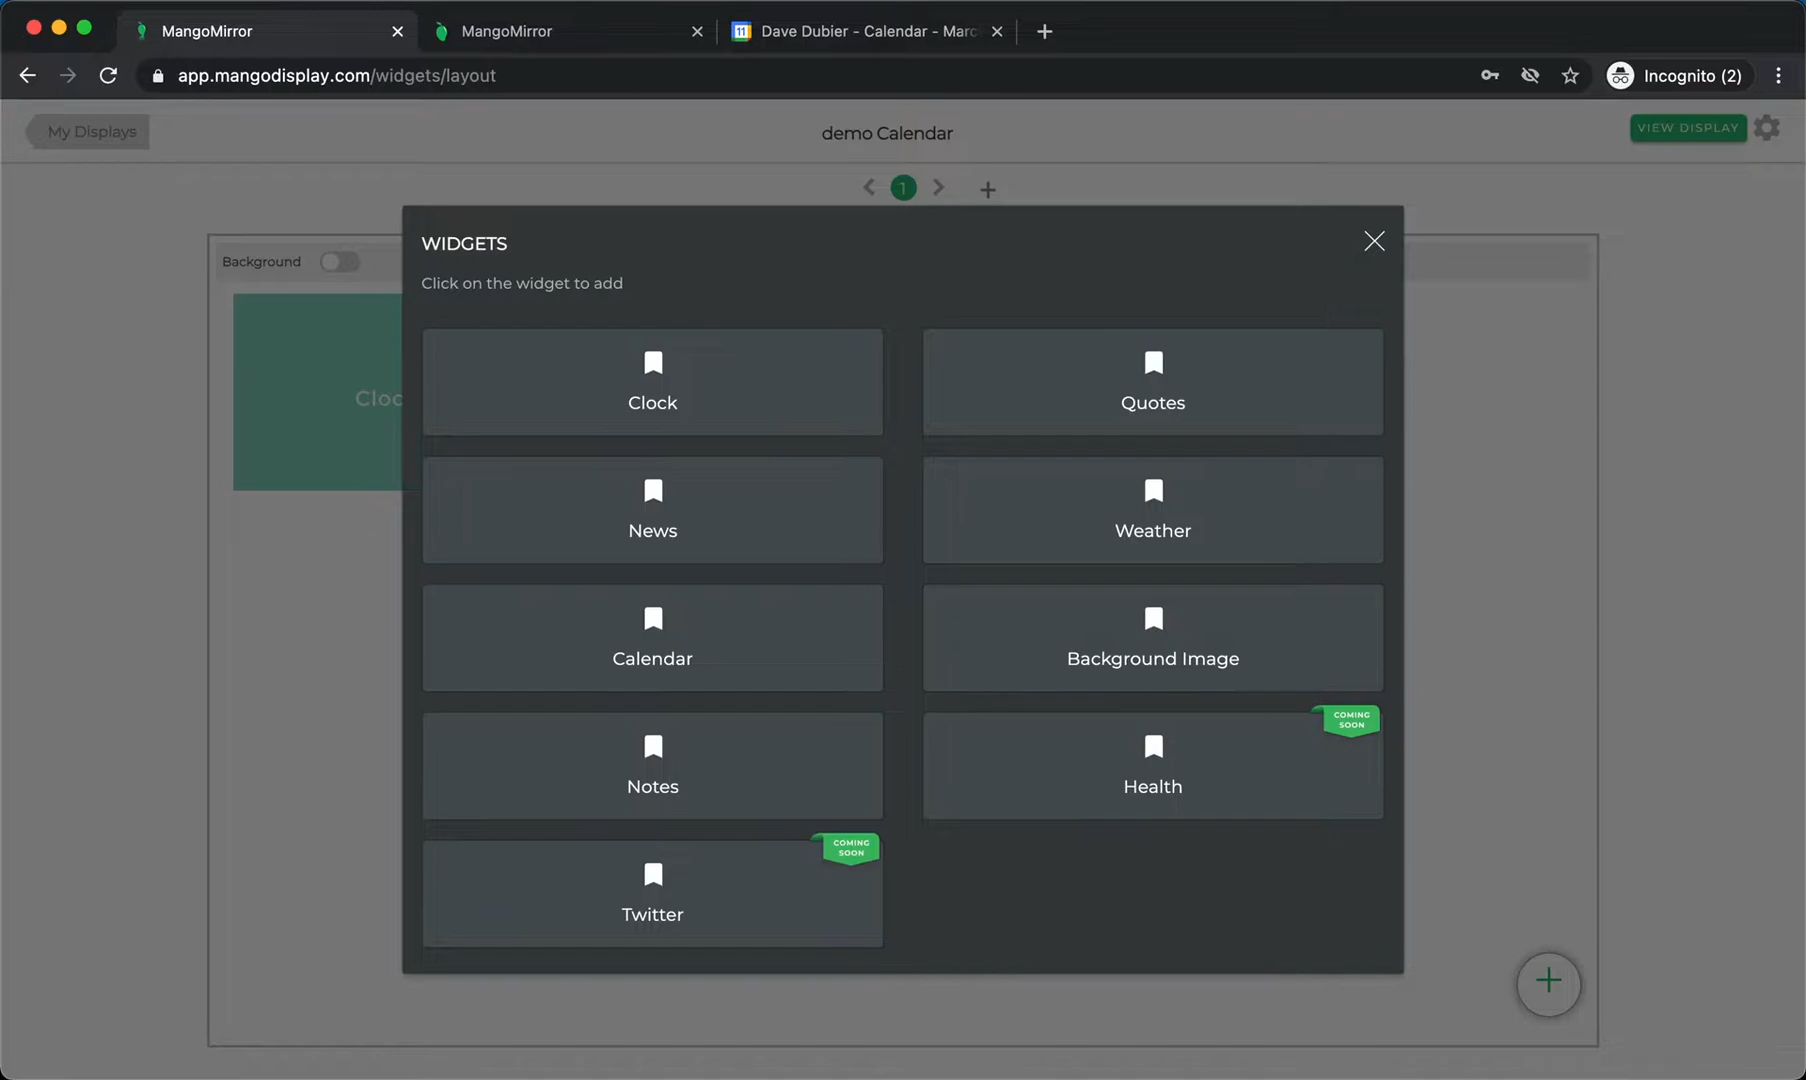 MangoMirror
MangoMirror
Dave Dubier - Calendar - Marc
app.mangodisplay.com/widgets/layout
Incognito (2)
My Displays
demo Calendar
VIEW DISPLAY
1
Background
WIDGETS
Click on the widget to add
Cloc
Clock
Quotes
News
Weather
Calendar
Background Image
COMING
SOON
Notes
Health
COMING
SOON
Twitter